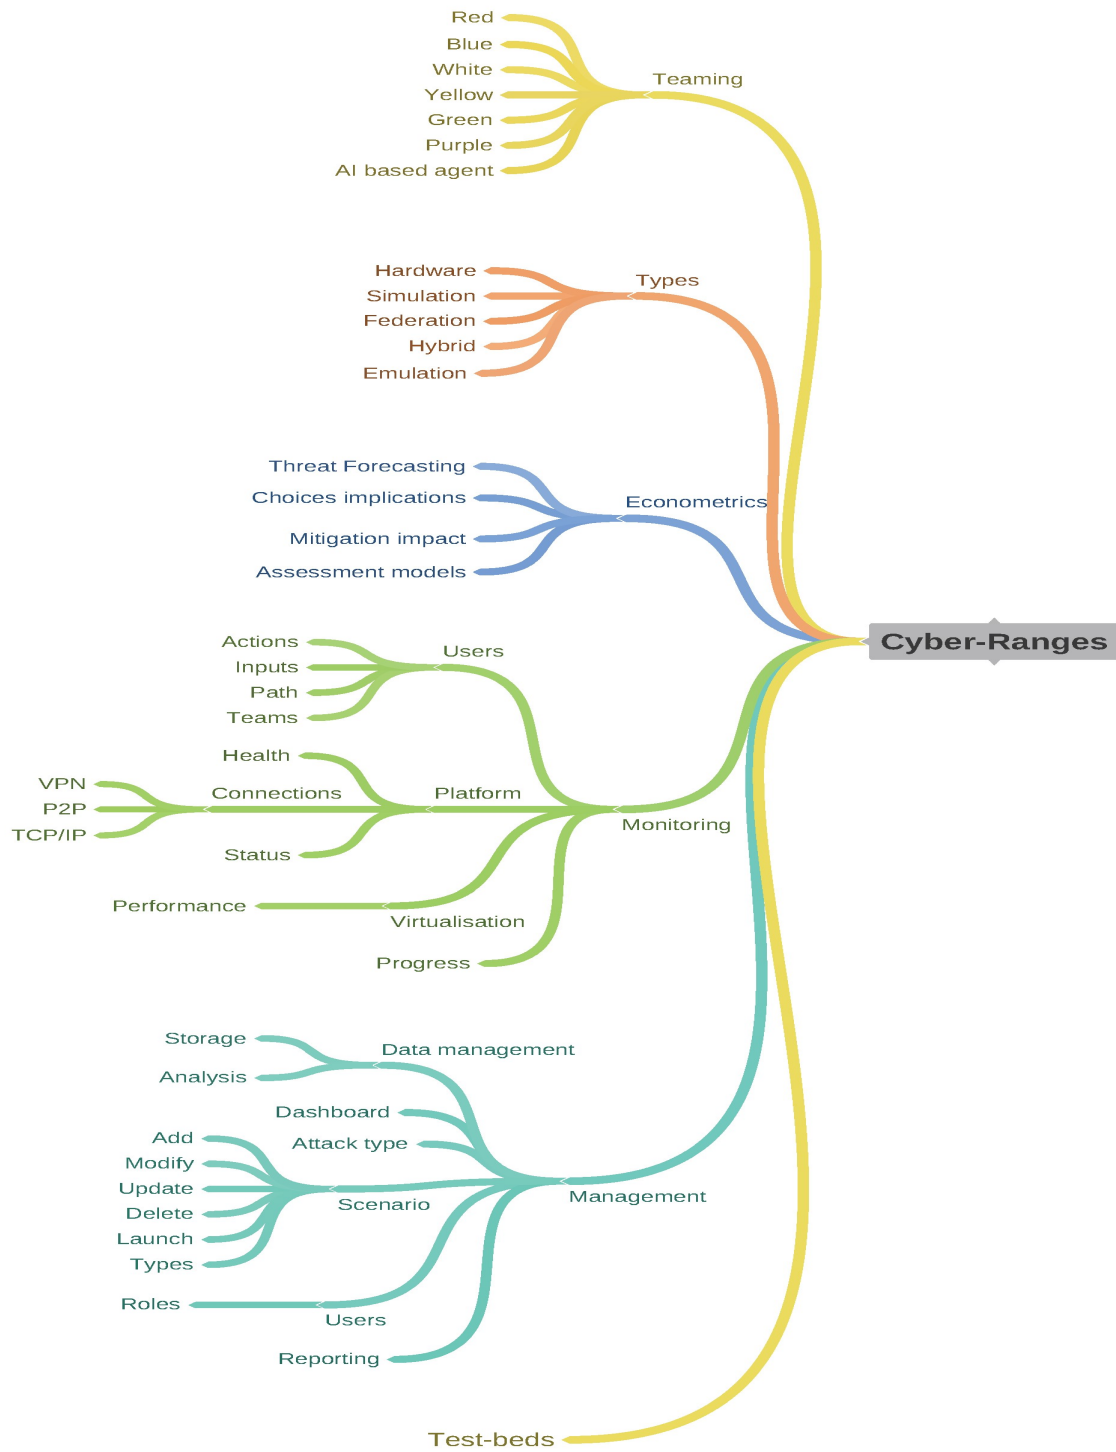 Red
Blue
White
Yellow
Green
Purple
AI based agent
Teaming
Hardware
Simulation
Federation
Hybrid
Emulation
Types
Threat Forecasting
Choices implications
Mitigation impact
Assessment models
Econometrics
Cyber-Ranges
Actions
Inputs
Path
Teams
Users
Health
VPN
P2P
TCP/IP
Connections
Status
Platform
Performance
Virtualisation
Progress
Monitoring
Storage
Analysis
Data management
Dashboard
Attack type
Add
Modify
Update
Delete
Launch
Types
Scenario
Roles
Users
Reporting
Management
Test-beds